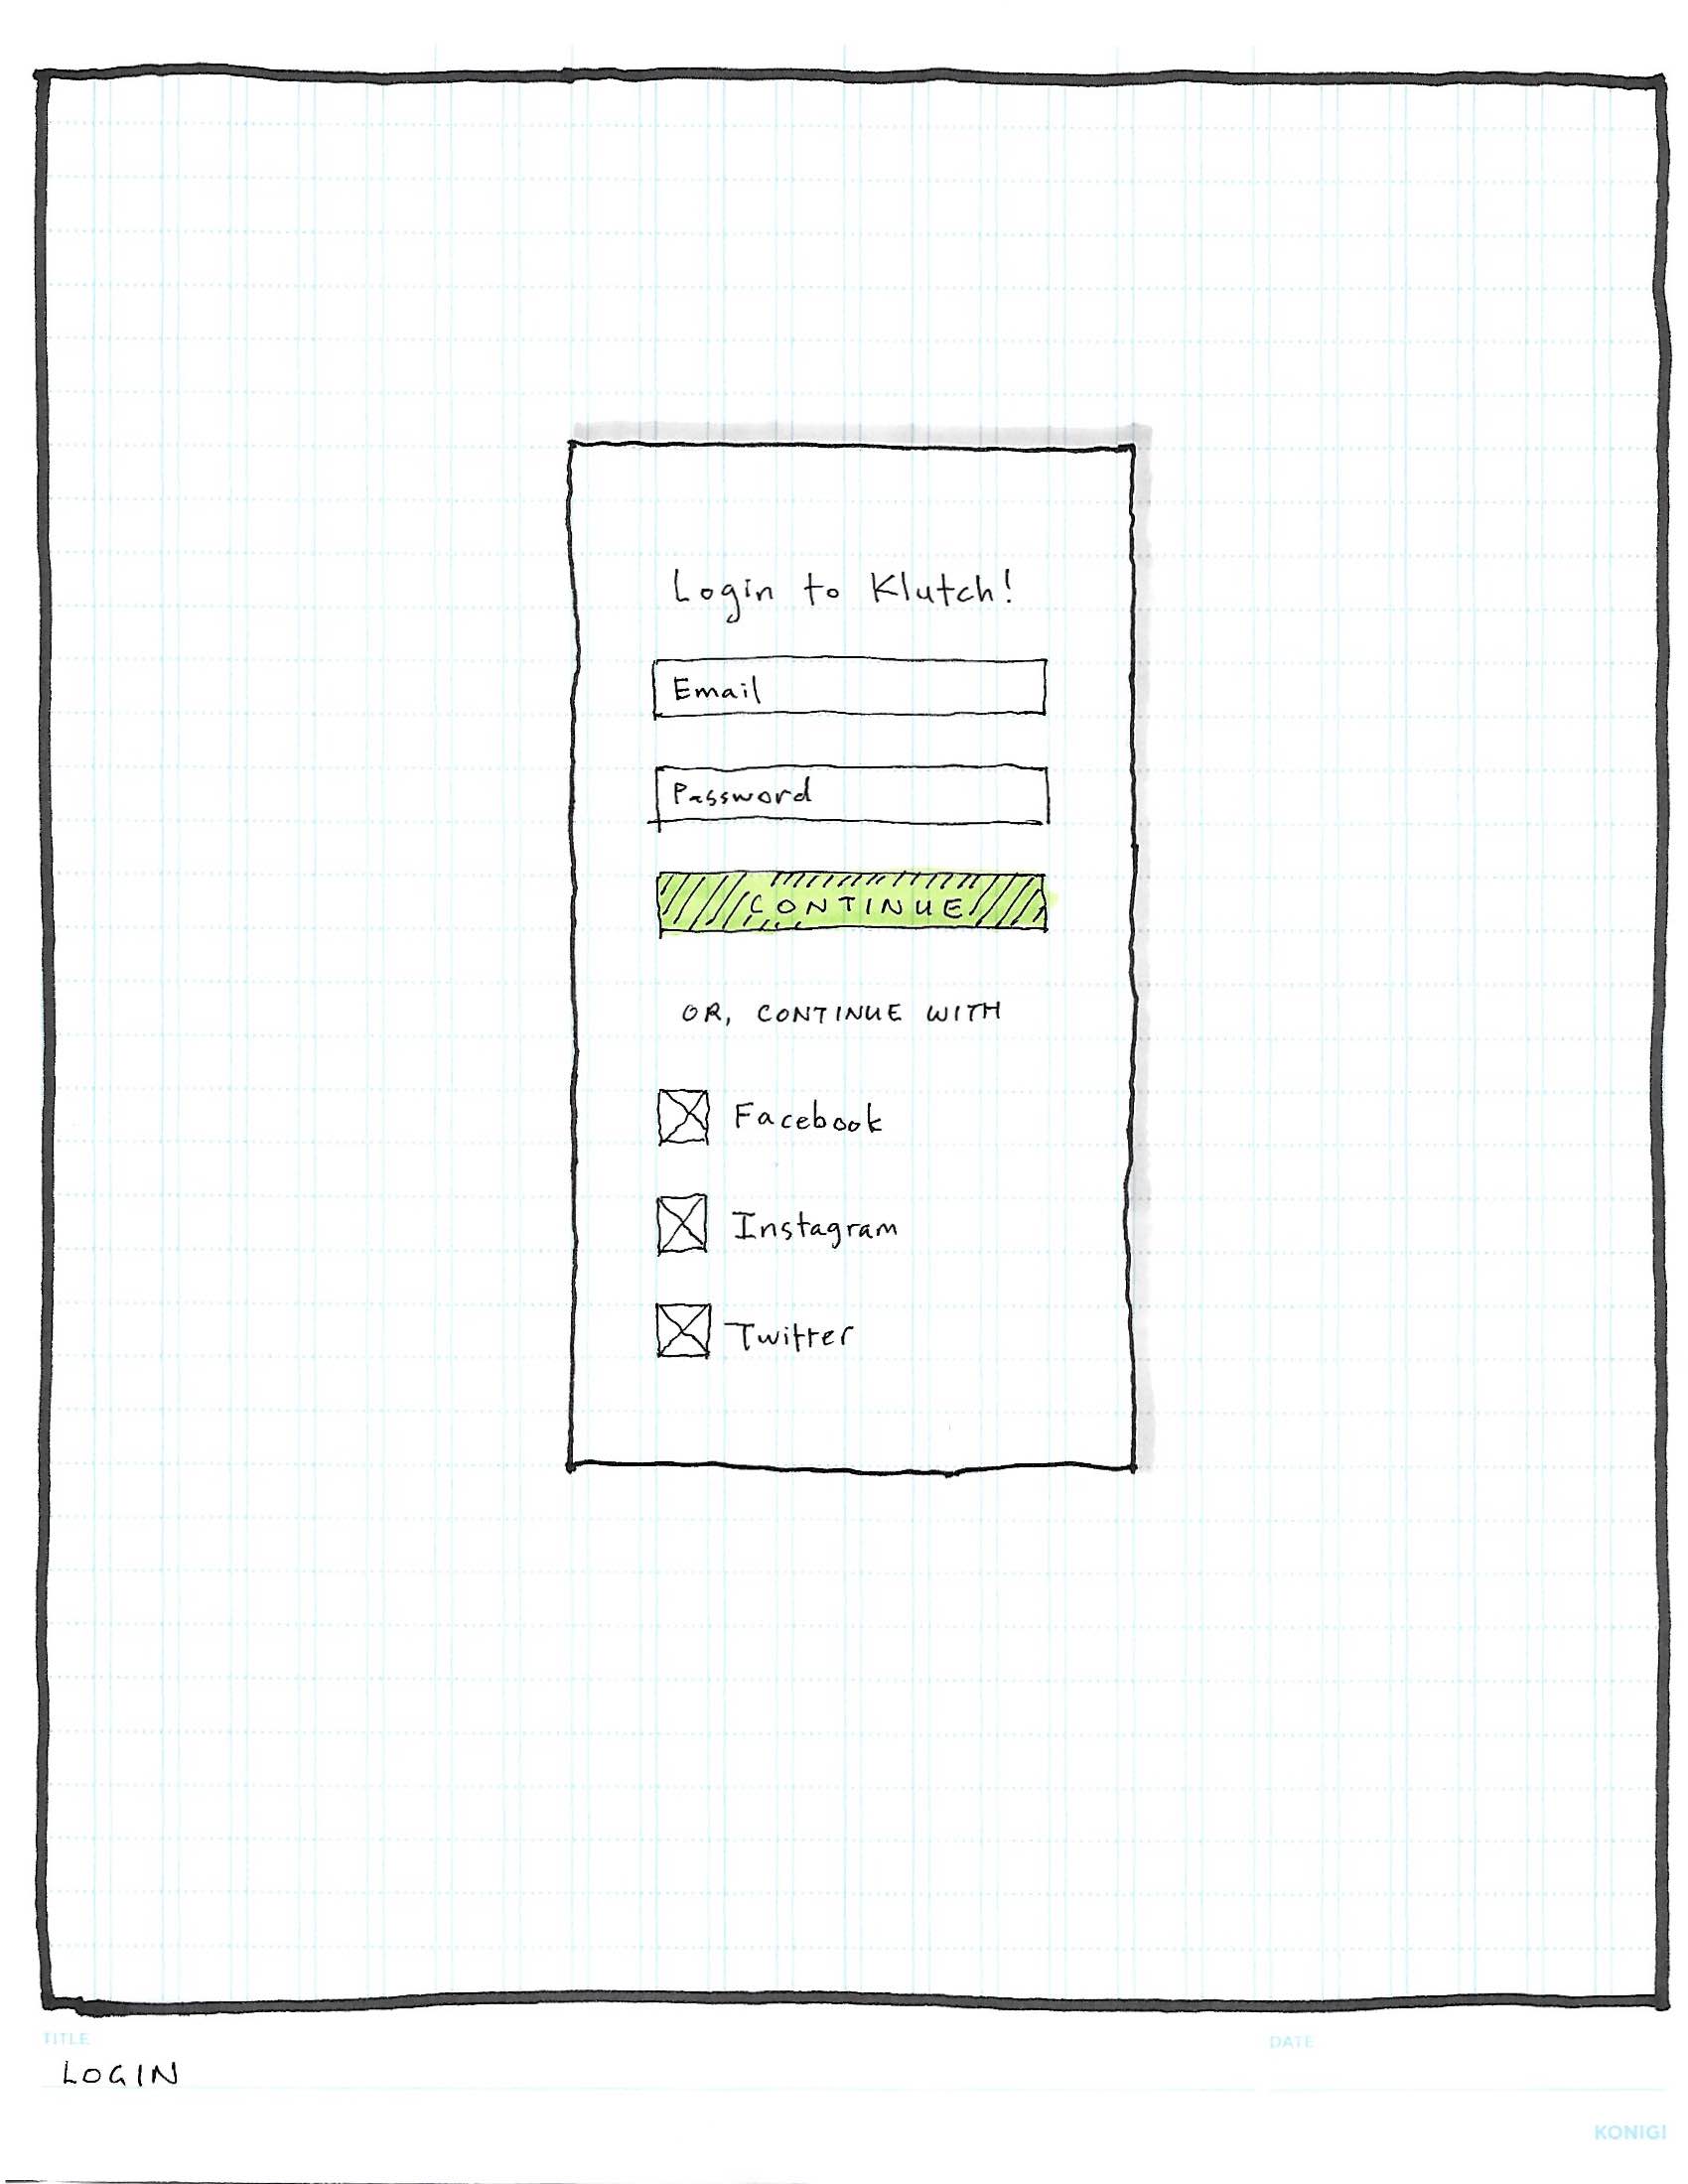 Login to Klutch!
Email
Password
CONTINUE
OR, CONTINUE WITH
Facebook
Instagram
Twitter
TITLE
DATE
LOGIN
KONIGI